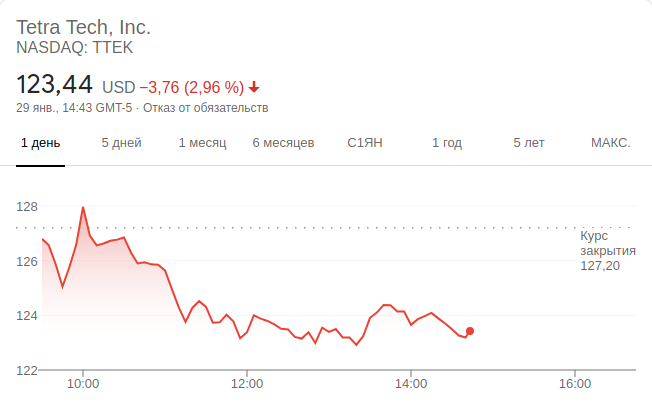 Tetra Tech, Inc.
NASDAQ: TTEK
123,44 USD −3,76 (2,96 %)
29 янв., 14:43 GMT-5 · Отказ от обязательств
1 день 5 дней 1 месяц 6 месяцев С1ЯН 1 год 5 лет МАКС.
128
Курс
закрытия
127,20
126
124
122
10:00 12:00 14:00 16:00